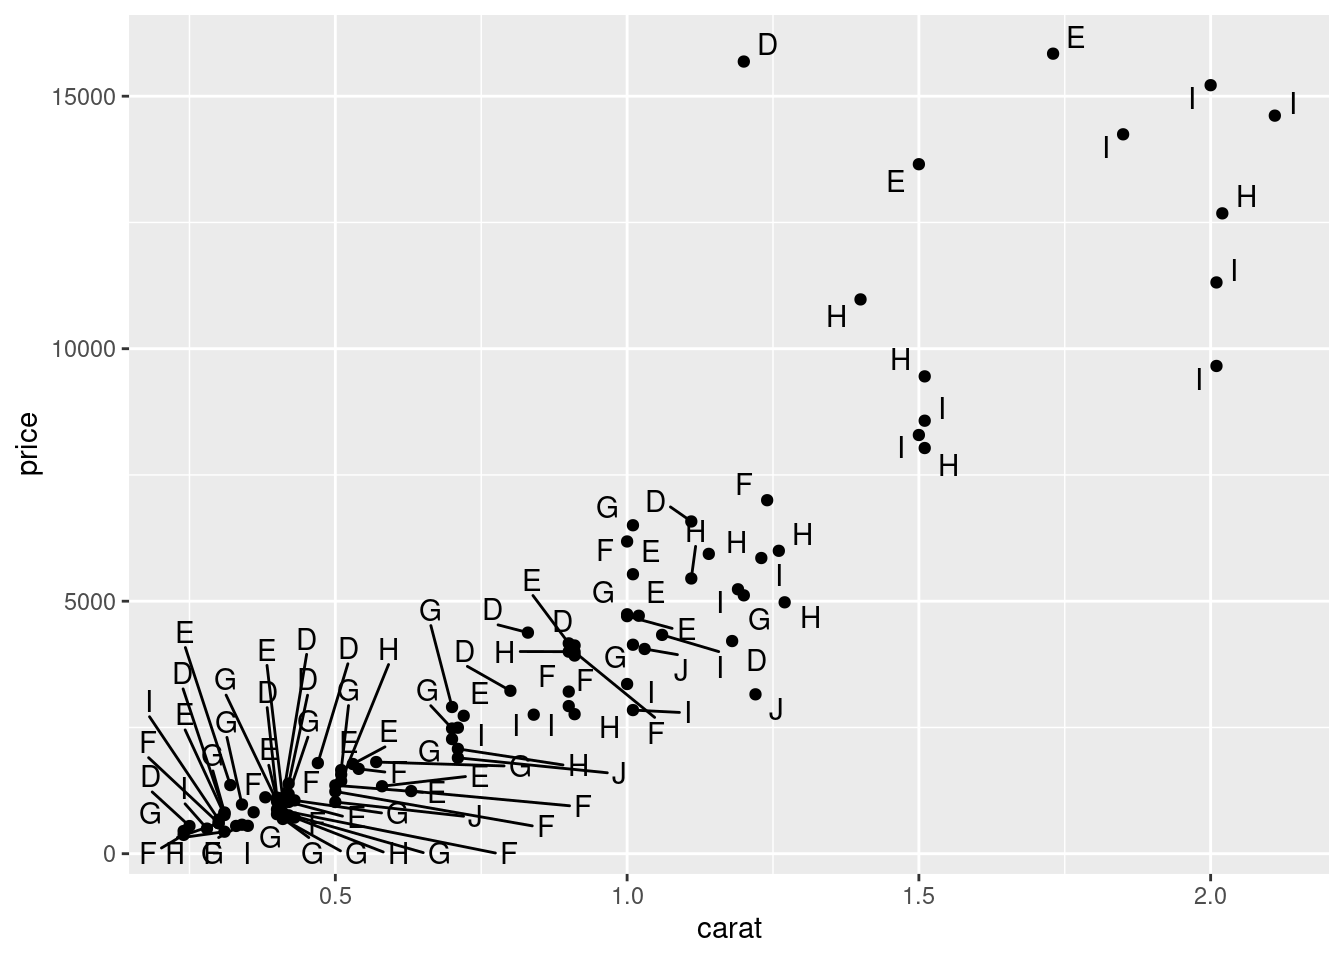 D E
15000
I I
I
E
H
I
H
10000
H
I
I
I H
F
G D
H H H
F E
I
G E
5000
E I G H
G D D E
G J I D
E D D H D H F F I J
D G D G E I H I F
I E G G I
F G E E E G G H J
D I F F F E
G E G J F
G F F
F H F G I G G H G F
0
0.5 1.0 1.5 2.0
carat
price